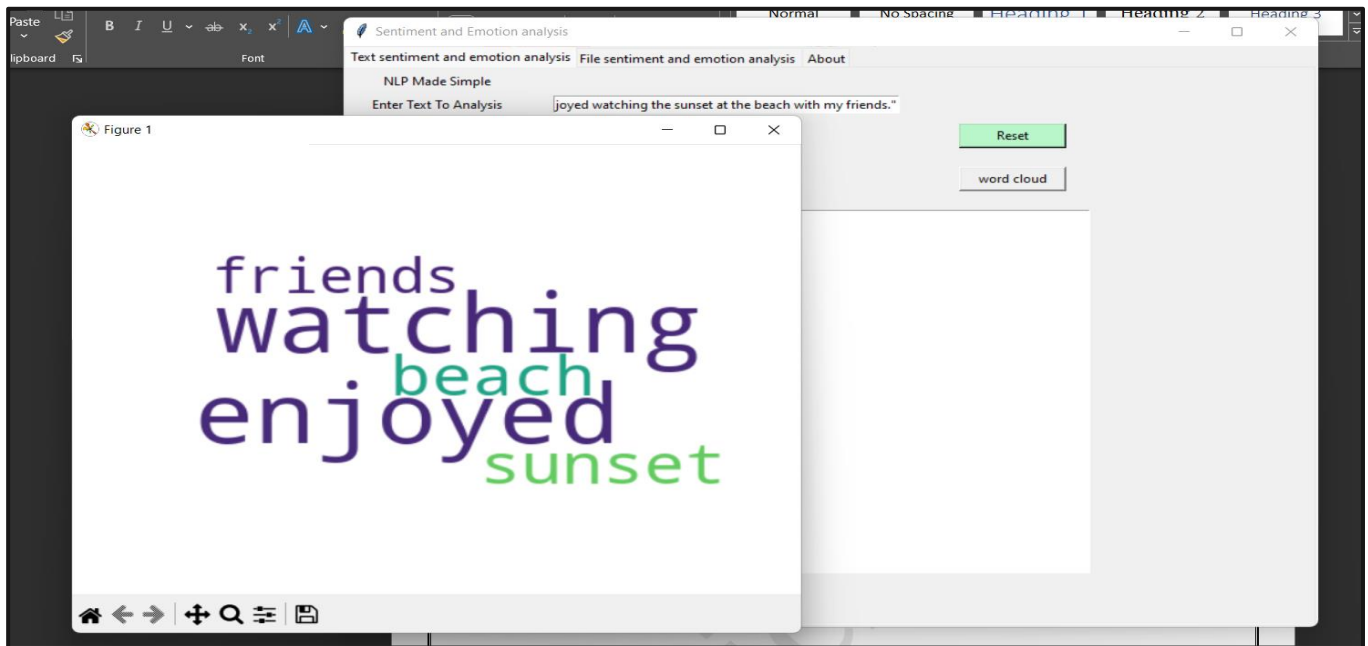 Paste
B I U ab x₂ x² A
Normal No Spacing Heading 1 Heading 2 Heading 3
lipboard Font
Sentiment and Emotion analysis
Text sentiment and emotion analysis File sentiment and emotion analysis About
NLP Made Simple
Enter Text To Analysis joyed watching the sunset at the beach with my friends."
Reset
word cloud
Figure 1
friends
watching
beach
enjoyed
sunset